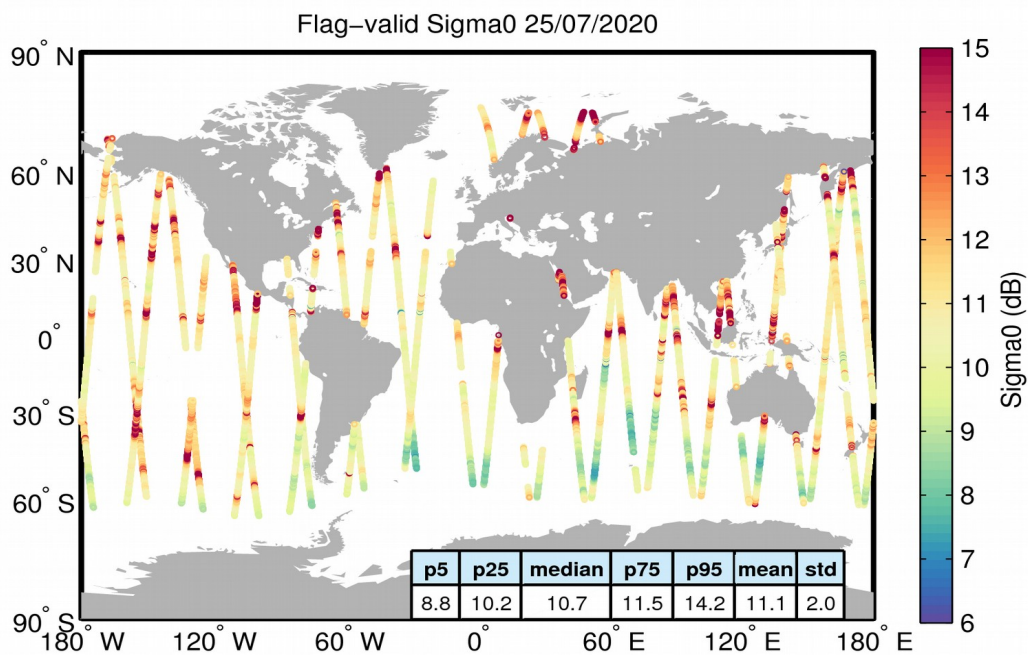 Flag−valid Sigma0 25/07/2020
90° N
60° N
30° N
0°
30° S
60° S
90° S
180° W
120° W
60° W
0°
60° E
120° E
180° E
15
14
13
12
11
10
9
8
7
6
Sigma0 (dB)
p5 p25 median p75 p95 mean std
8.8 10.2 10.7 11.5 14.2 11.1 2.0